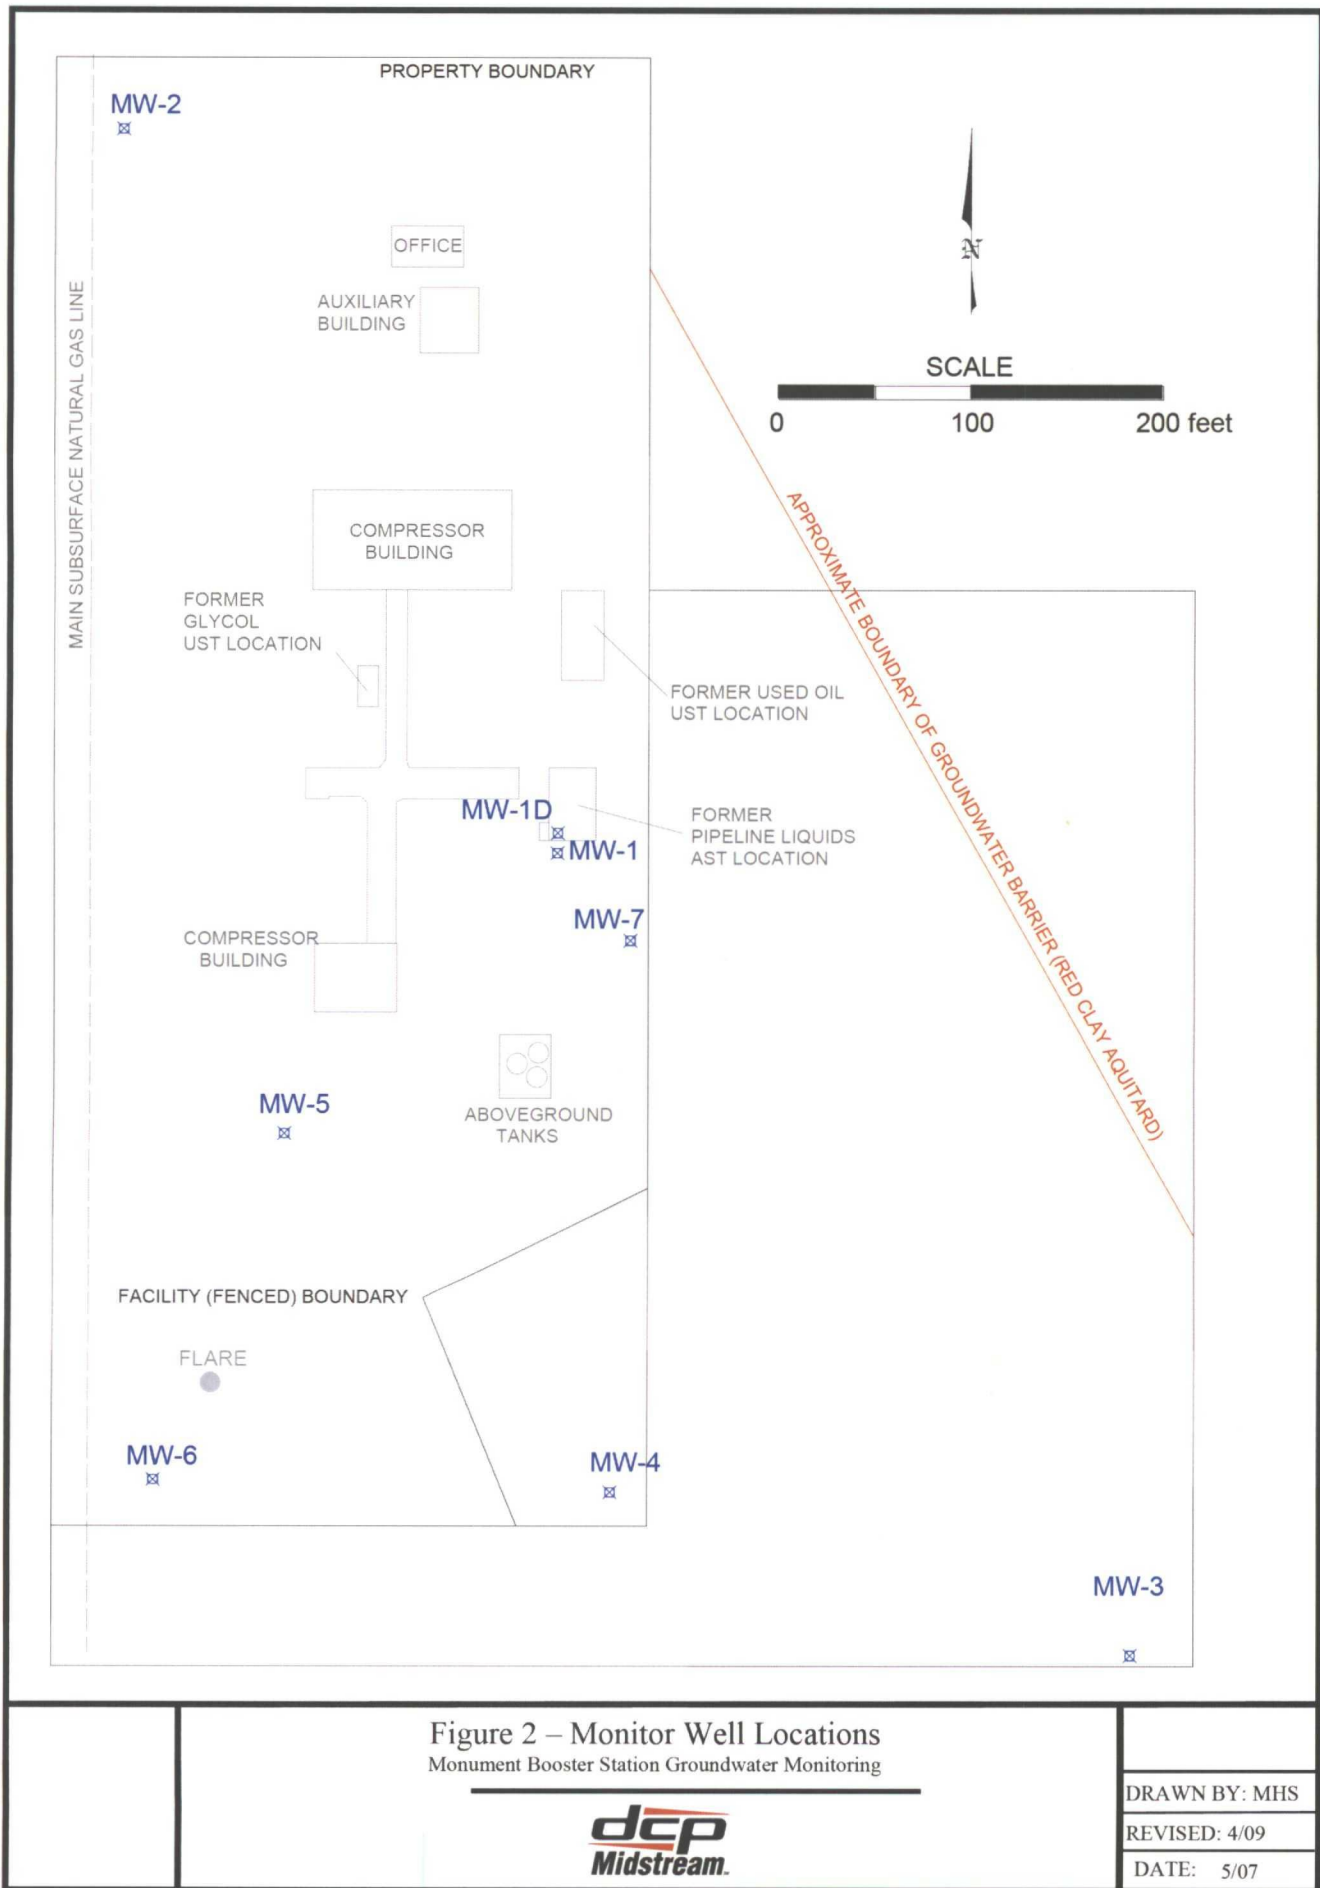 PROPERTY BOUNDARY
MW-2
OFFICE
AUXILIARY
BUILDING
MAIN SUBSURFACE NATURAL GAS LINE
N
SCALE
0 100 200 feet
APPROXIMATE BOUNDARY OF GROUNDWATER BARRIER (RED CLAY AQUITARD)
COMPRESSOR
BUILDING
FORMER
GLYCOL
UST LOCATION
FORMER USED OIL
UST LOCATION
MW-1D
MW-1
FORMER
PIPELINE LIQUIDS
AST LOCATION
MW-7
COMPRESSOR
BUILDING
MW-5
ABOVEGROUND
TANKS
FACILITY (FENCED) BOUNDARY
FLARE
MW-6
MW-4
MW-3
Figure 2 – Monitor Well Locations
Monument Booster Station Groundwater Monitoring
dcp
Midstream.
DRAWN BY: MHS
REVISED: 4/09
DATE: 5/07